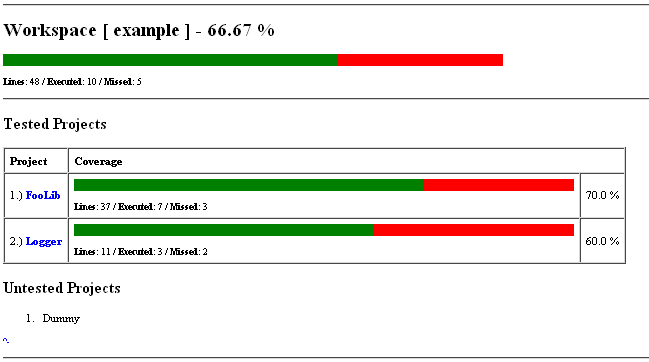 Workspace [ example ] - 66.67 %
Lines: 48 / Executed: 10 / Missed: 5
Tested Projects
Project Coverage
1.) FooLib 70.0 %
Lines: 37 / Executed: 7 / Missed: 3
2.) Logger 60.0 %
Lines: 11 / Executed: 3 / Missed: 2
Untested Projects
1. Dummy